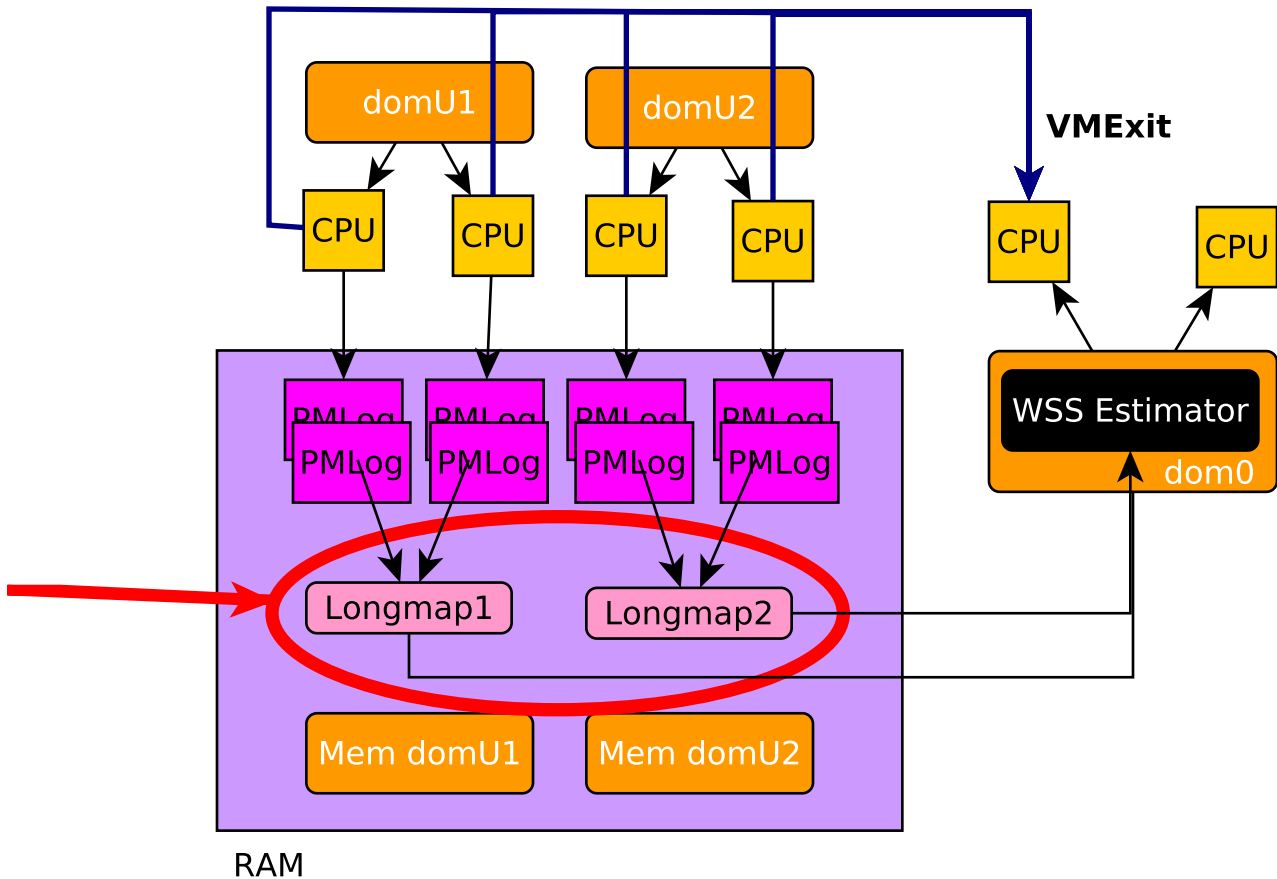 domU1
domU2
VMExit
CPU
CPU
CPU
CPU
CPU
CPU
PMLog
PMLog
PMLog
PMLog
PMLog
PMLog
PMLog
PMLog
WSS Estimator
dom0
Longmap1
Longmap2
Mem domU1
Mem domU2
RAM